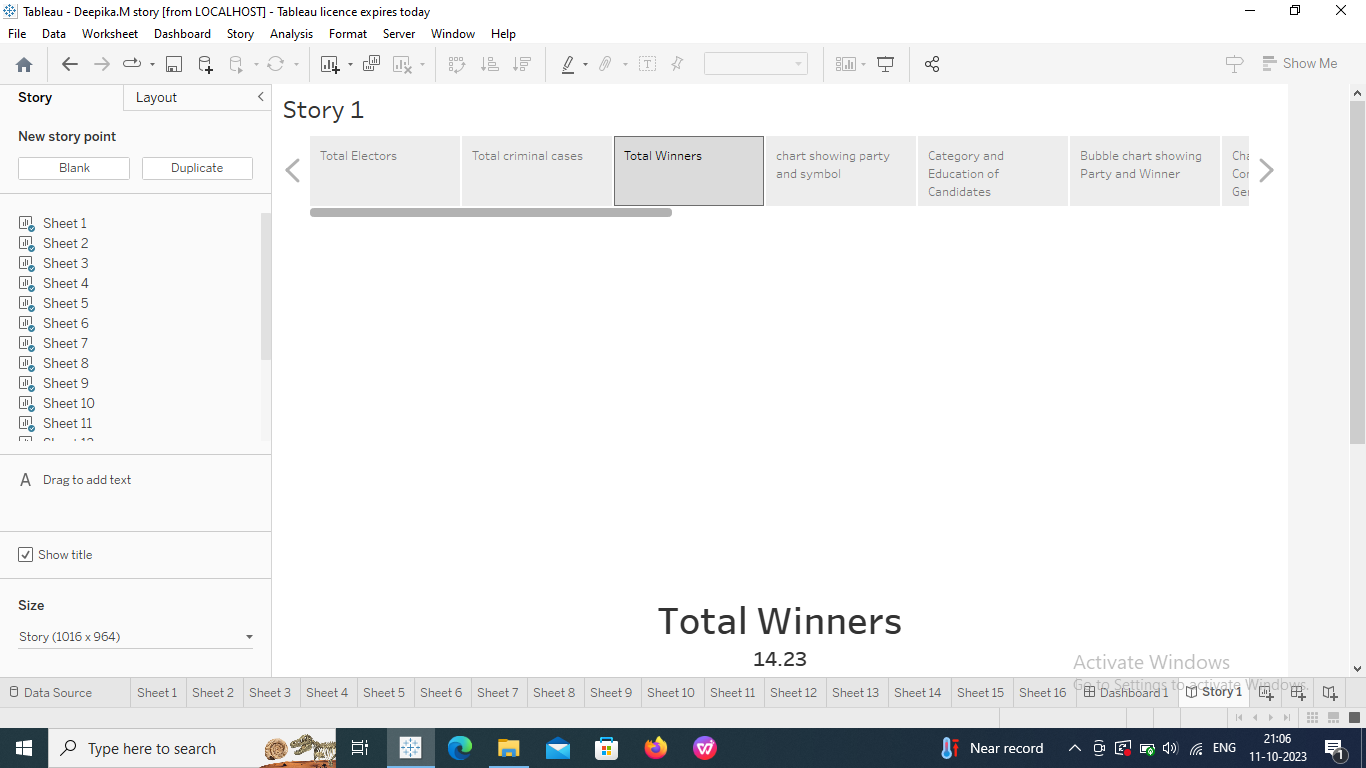 Tableau - Deepika.M story [from LOCALHOST] - Tableau licence expires today
File Data Worksheet Dashboard Story Analysis Format Server Window Help
Show Me
Story Layout
New story point
Blank Duplicate
Sheet 1
Sheet 2
Sheet 3
Sheet 4
Sheet 5
Sheet 6
Sheet 7
Sheet 8
Sheet 9
Sheet 10
Sheet 11
A Drag to add text
Show title
Size
Story (1016 x 964)
Story 1
Total Electors
Total criminal cases
Total Winners
chart showing party
and symbol
Category and
Education of
Candidates
Bubble chart showing
Party and Winner
Total Winners
14.23
Activate Windows
Go to Settings to activate Windows.
Data Source Sheet 1 Sheet 2 Sheet 3 Sheet 4 Sheet 5 Sheet 6 Sheet 7 Sheet 8 Sheet 9 Sheet 10 Sheet 11 Sheet 12 Sheet 13 Sheet 14 Sheet 15 Sheet 16 Dashboard 1 Story 1
Type here to search
Near record
ENG
21:06
11-10-2023
1